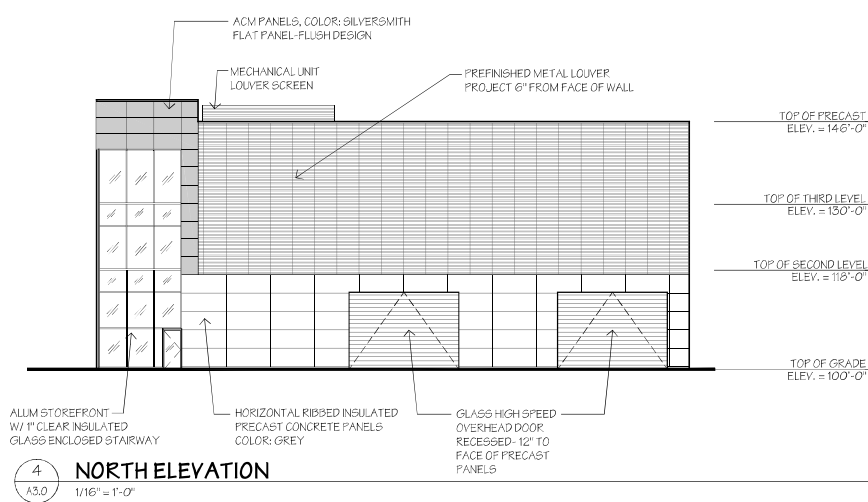 ACM PANELS, COLOR: SILVERSMITH
FLAT PANEL-FLUSH DESIGN
MECHANICAL UNIT
LOUVER SCREEN
PREFINISHED METAL LOUVER
PROJECT 6" FROM FACE OF WALL
TOP OF PRECAST
ELEV. = 146'-0"
TOP OF THIRD LEVEL
ELEV. = 130'-0"
TOP OF SECOND LEVEL
ELEV. = 118'-0"
TOP OF GRADE
ELEV. = 100'-0"
ALUM STOREFRONT
W/ 1" CLEAR INSULATED
GLASS ENCLOSED STAIRWAY
HORIZONTAL RIBBED INSULATED
PRECAST CONCRETE PANELS
COLOR: GREY
GLASS HIGH SPEED
OVERHEAD DOOR
RECESSED- 12" TO
FACE OF PRECAST
PANELS
4
A3.0
NORTH ELEVATION
1/16" = 1'-0"